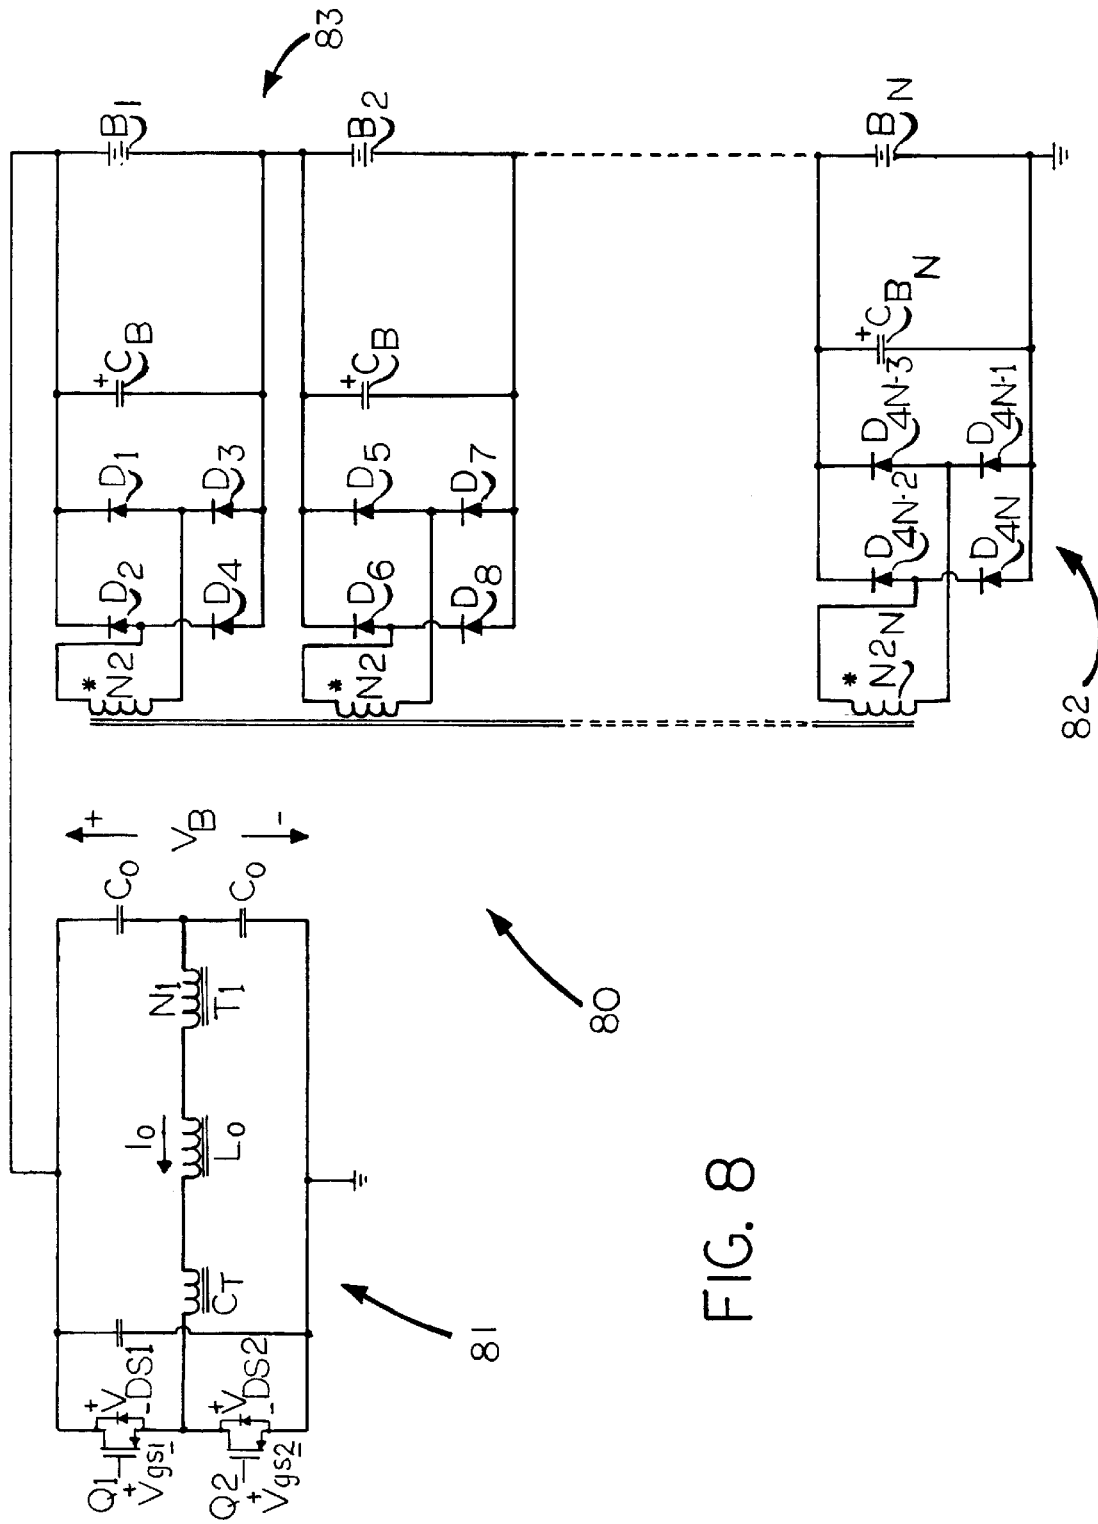 83
B1
B2
BN
CB
CB
CBN
+
+
+
D1
D3
D5
D7
D4N-3
D4N-1
D2
D4
D6
D8
D4N-2
D4N
* N2
* N2
* N2N
82
+ VB -
Co
Co
80
N1
T1
Io
Lo
CT
81
+ VDS1 -
+ VDS2 -
Q1
+ Vgs1 -
Q2
+ Vgs2 -
FIG. 8